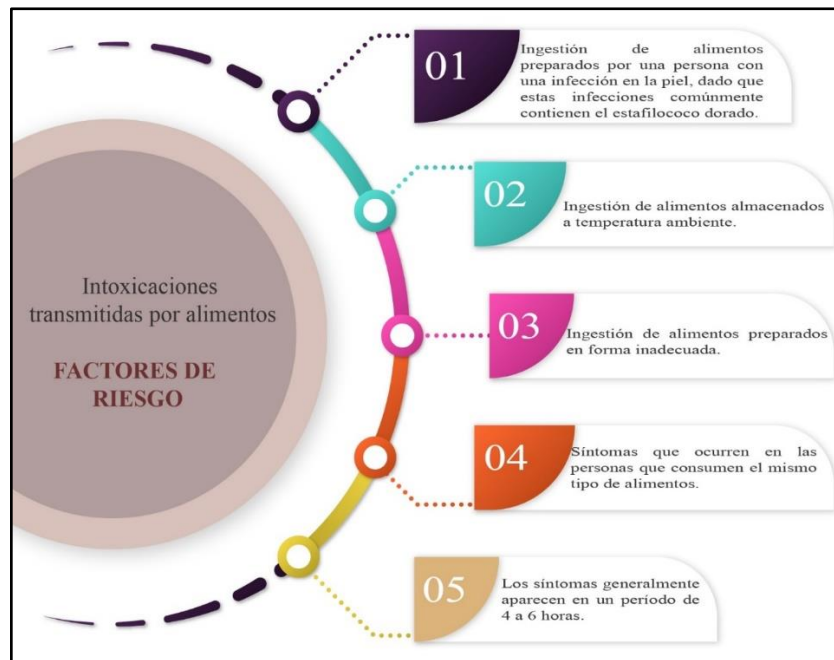 Intoxicaciones
transmitidas por alimentos
FACTORES DE
RIESGO
01
Ingestión de alimentos
preparados por una persona con
una infección en la piel, dado que
estas infecciones comúnmente
contienen el estafilococo dorado.
02
Ingestión de alimentos almacenados
a temperatura ambiente.
03
Ingestión de alimentos preparados
en forma inadecuada.
04
Síntomas que ocurren en las
personas que consumen el mismo
tipo de alimentos.
05
Los síntomas generalmente
aparecen en un período de
4 a 6 horas.